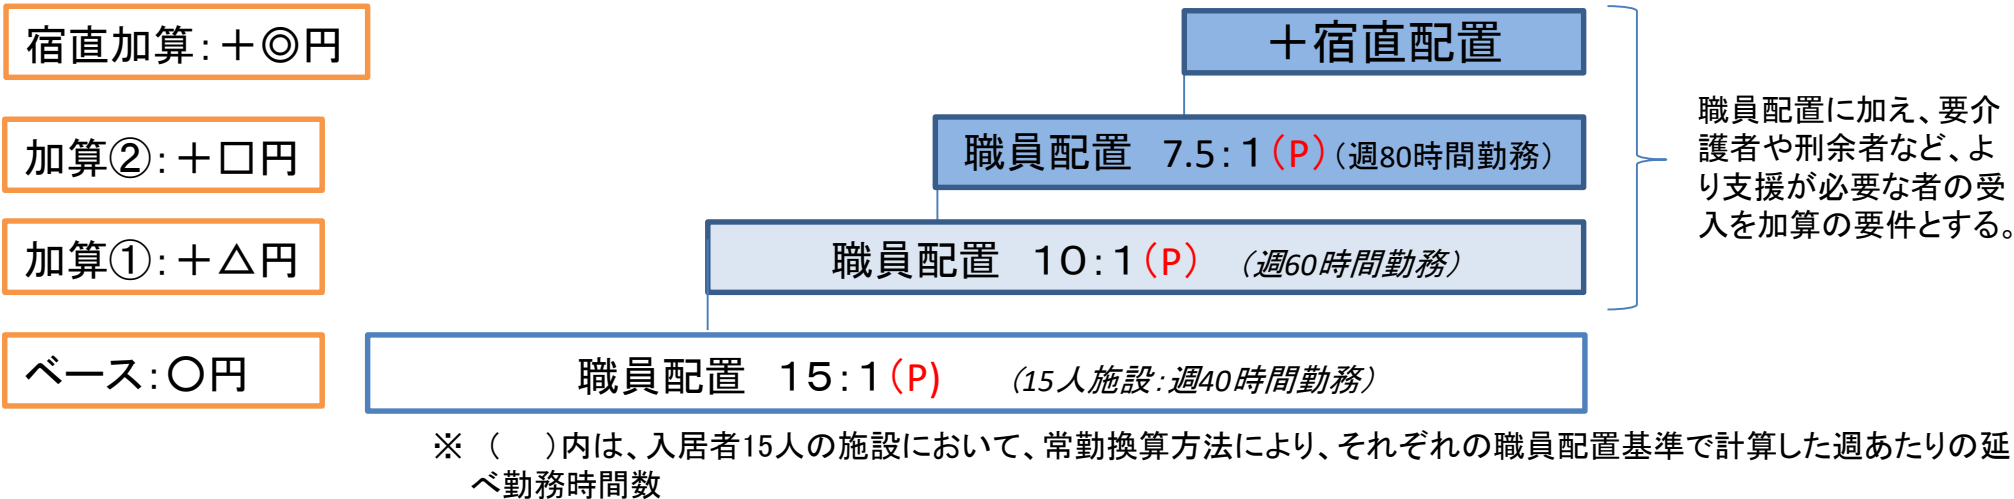 宿直加算：＋◎円
＋宿直配置
加算②：＋□円
職員配置　7.5：１（P）（週80時間勤務）
加算①：＋△円
職員配置　１０：１（P）　（週60時間勤務）
ベース：〇円
職員配置　１５：１（P)　（15人施設：週40時間勤務）
職員配置に加え、要介
護者や刑余者など、よ
り支援が必要な者の受
入を加算の要件とする。
※　（　　）内は、入居者15人の施設において、常勤換算方法により、それぞれの職員配置基準で計算した週あたりの延
べ勤務時間数